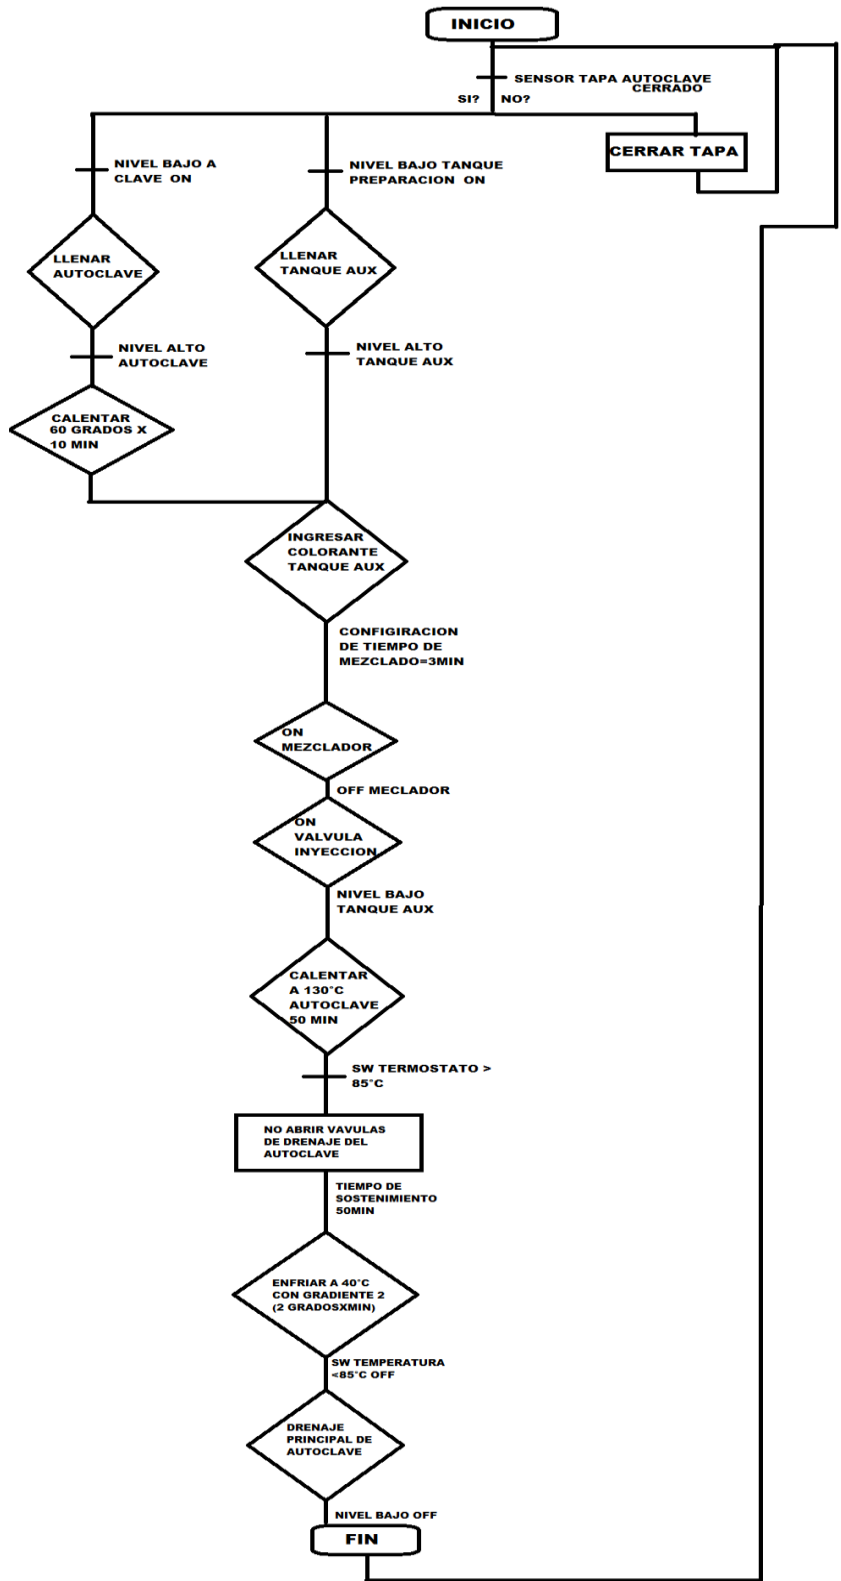 INICIO
SENSOR TAPA AUTOCLAVE
CERRADO
SI? NO?
CERRAR TAPA
NIVEL BAJO A
CLAVE ON
NIVEL BAJO TANQUE
PREPARACION ON
LLENAR
AUTOCLAVE
LLENAR
TANQUE AUX
NIVEL ALTO
AUTOCLAVE
NIVEL ALTO
TANQUE AUX
CALENTAR
60 GRADOS X
10 MIN
INGRESAR
COLORANTE
TANQUE AUX
CONFIGIRACION
DE TIEMPO DE
MEZCLADO=3MIN
ON
MEZCLADOR
OFF MECLADOR
ON
VALVULA
INYECCION
NIVEL BAJO
TANQUE AUX
CALENTAR
A 130°C
AUTOCLAVE
50 MIN
SW TERMOSTATO >
85°C
NO ABRIR VAVULAS
DE DRENAJE DEL
AUTOCLAVE
TIEMPO DE
SOSTENIMIENTO
50MIN
ENFRIAR A 40°C
CON GRADIENTE 2
(2 GRADOSXMIN)
SW TEMPERATURA
<85°C OFF
DRENAJE
PRINCIPAL DE
AUTOCLAVE
NIVEL BAJO OFF
FIN